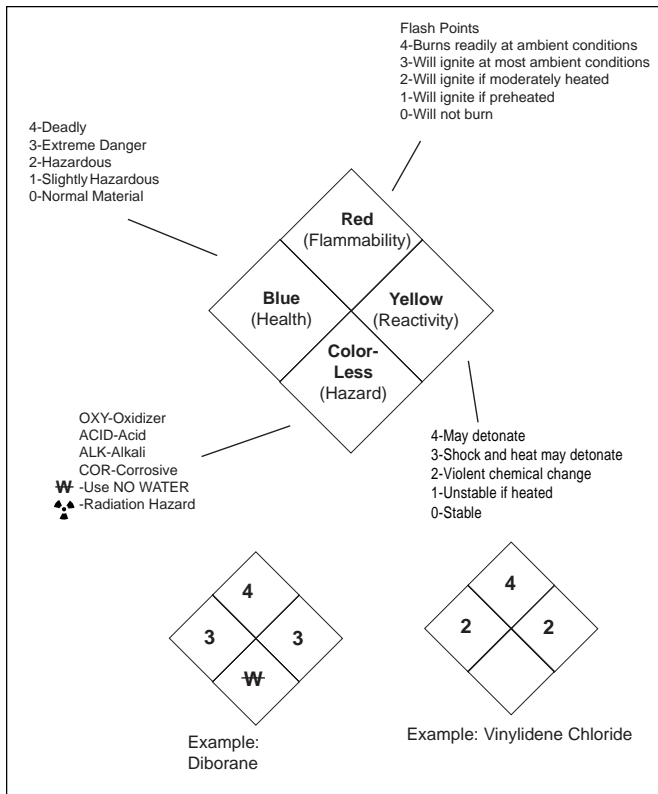 Flash Points
4-Burns readily at ambient conditions
3-Will ignite at most ambient conditions
2-Will ignite if moderately heated
1-Will ignite if preheated
0-Will not burn
4-Deadly
3-Extreme Danger
2-Hazardous
1-Slightly Hazardous
0-Normal Material
Red
(Flammability)
Blue
(Health)
Yellow
(Reactivity)
Color-
Less
(Hazard)
OXY-Oxidizer
ACID-Acid
ALK-Alkali
COR-Corrosive
W̶ -Use NO WATER
-Radiation Hazard
4-May detonate
3-Shock and heat may detonate
2-Violent chemical change
1-Unstable if heated
0-Stable
4
3 3
W̶
Example:
Diborane
4
2 2
Example: Vinylidene Chloride